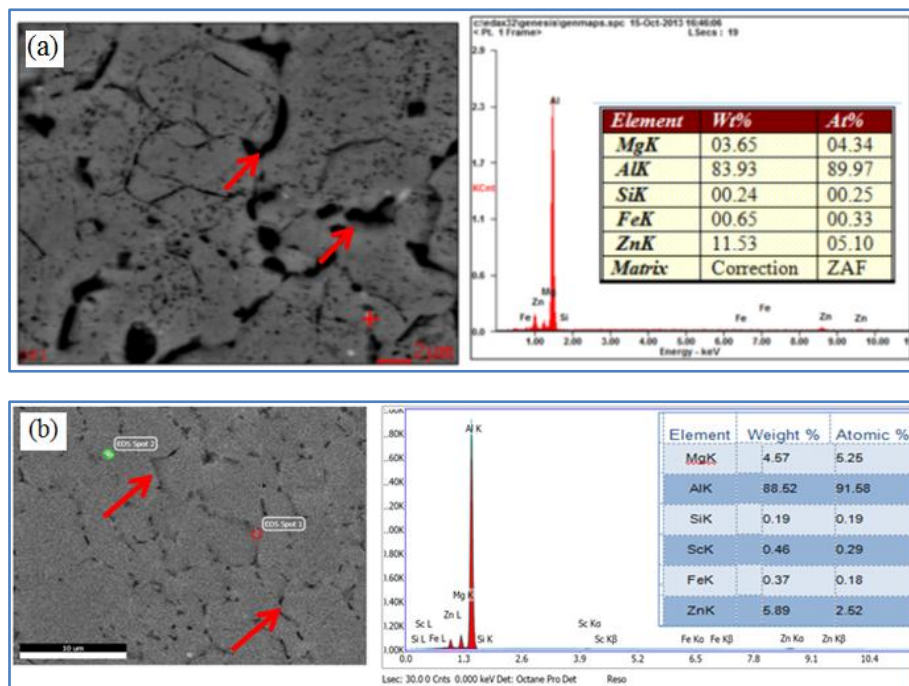 (a)
c:\edax32\genesis\genmaps.spc 15-Oct-2013 16:46:06
< Pt. 1 Frame>
LSecs : 19
2.9
2.3
1.7
1.1
0.6
0.0
KCnt
Al
Zn
Mg
Fe
Si
Fe
Fe
Zn
Zn
1.00 2.00 3.00 4.00 5.00 6.00 7.00 8.00 9.00 10.00
Energy - keV
Element Wt% At%
MgK 03.65 04.34
AlK 83.93 89.97
SiK 00.24 00.25
FeK 00.65 00.33
ZnK 11.53 05.10
Matrix Correction ZAF
(b)
EDS Spot 2
EDS Spot 1
10 µm
Al K
Mg K
Zn L
Sc L
Si L Fe L Si K
Sc Kα
Sc Kβ
Fe Kα Fe Kβ Zn Kα Zn Kβ
0.0 1.3 2.6 3.9 5.2 6.5 7.8 9.1 10.4
Lsec: 30.0 0 Cnts 0.000 keV Det: Octane Pro Det Reso
Element Weight % Atomic %
MgK 4.57 5.25
AlK 88.52 91.58
SiK 0.19 0.19
ScK 0.46 0.29
FeK 0.37 0.18
ZnK 5.89 2.52